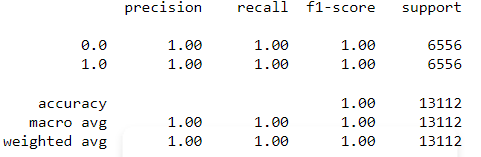 precision recall f1-score support
0.0 1.00 1.00 1.00 6556
1.0 1.00 1.00 1.00 6556
accuracy 1.00 13112
macro avg 1.00 1.00 1.00 13112
weighted avg 1.00 1.00 1.00 13112